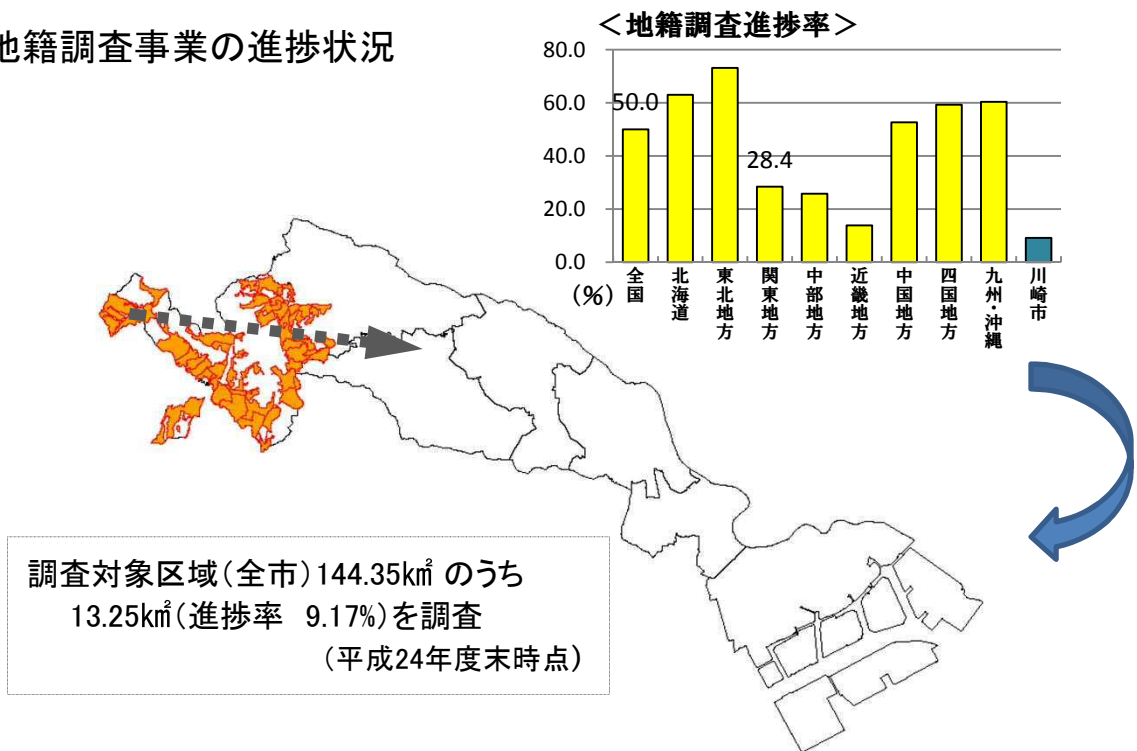 地籍調査事業の進捗状況
＜地籍調査進捗率＞
80.0
60.0
40.0
20.0
0.0
(%)
50.0
28.4
全国
北海道
東北地方
関東地方
中部地方
近畿地方
中国地方
四国地方
九州・沖縄
川崎市
調査対象区域（全市）144.35㎢ のうち
13.25㎢（進捗率 9.17%）を調査
（平成24年度末時点）